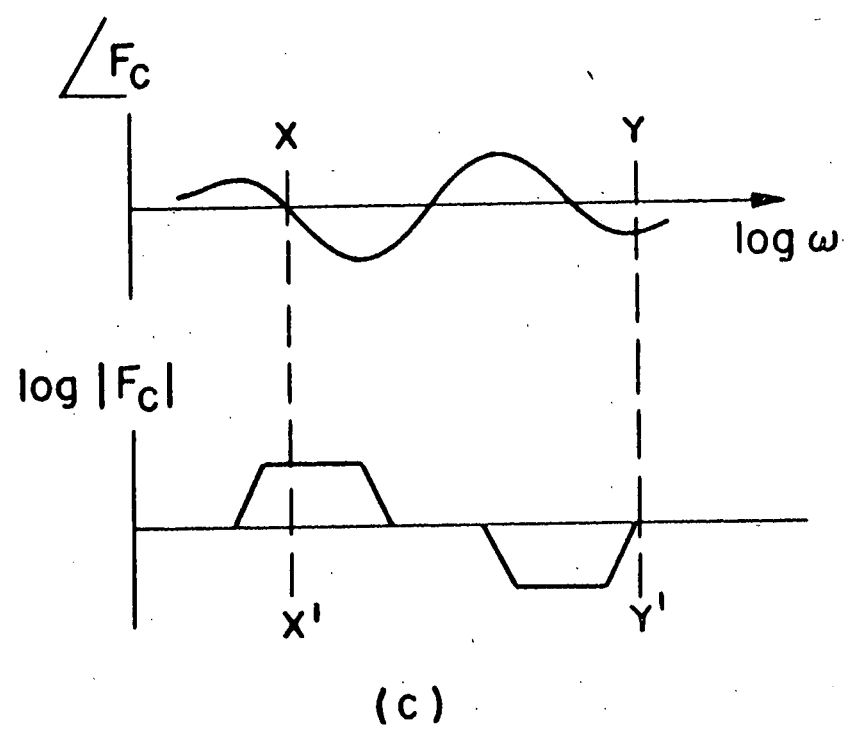 ∠F_C
X Y
log ω
log |F_C|
X' Y'
(c)